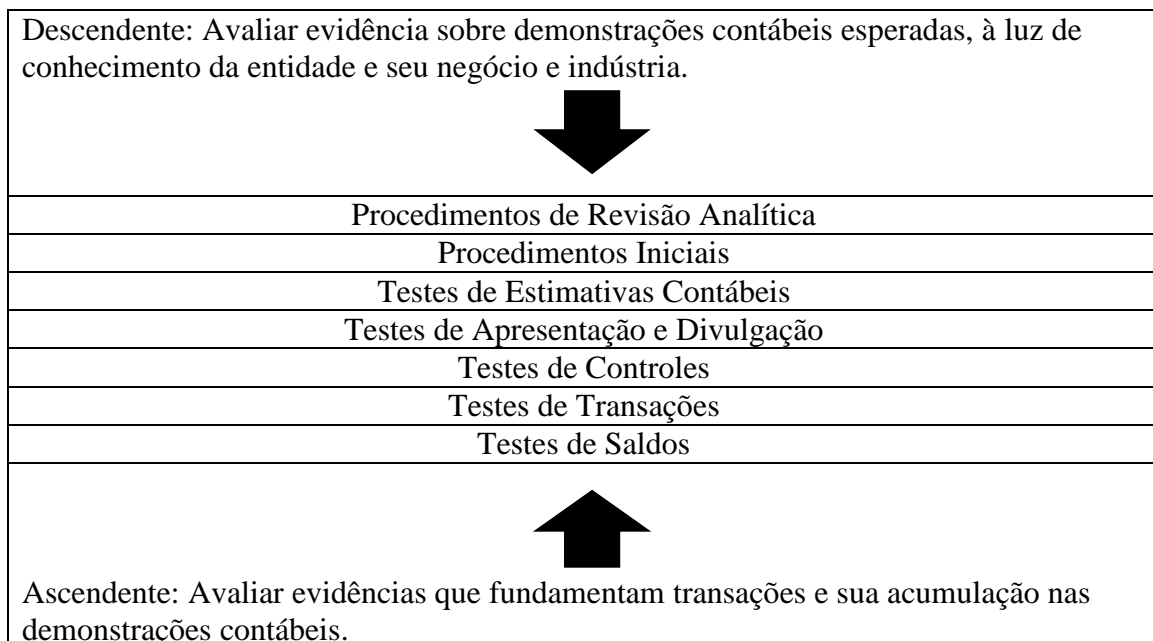 Descendente: Avaliar evidência sobre demonstrações contábeis esperadas, à luz de
conhecimento da entidade e seu negócio e indústria.
Procedimentos de Revisão Analítica
Procedimentos Iniciais
Testes de Estimativas Contábeis
Testes de Apresentação e Divulgação
Testes de Controles
Testes de Transações
Testes de Saldos
Ascendente: Avaliar evidências que fundamentam transações e sua acumulação nas
demonstrações contábeis.